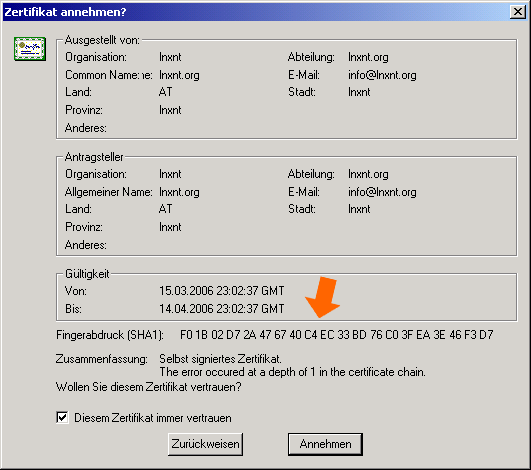 Zertifikat annehmen?
Ausgestellt von:
Organisation: lnxnt Abteilung: lnxnt.org
Common Name:ne: lnxnt.org E-Mail: info@lnxnt.org
Land: AT Stadt: lnxnt
Provinz: lnxnt
Anderes:
Antragsteller
Organisation: lnxnt Abteilung: lnxnt.org
Allgemeiner Name: lnxnt.org E-Mail: info@lnxnt.org
Land: AT Stadt: lnxnt
Provinz: lnxnt
Anderes:
Gültigkeit
Von: 15.03.2006 23:02:37 GMT
Bis: 14.04.2006 23:02:37 GMT
Fingerabdruck (SHA1): F0 1B 02 D7 2A 47 67 40 C4 EC 33 BD 76 C0 3F EA 3E 46 F3 D7
Zusammenfassung: Selbst signiertes Zertifikat.
The error occured at a depth of 1 in the certificate chain.
Wollen Sie diesem Zertifikat vertrauen?
Diesem Zertifikat immer vertrauen
Zurückweisen Annehmen